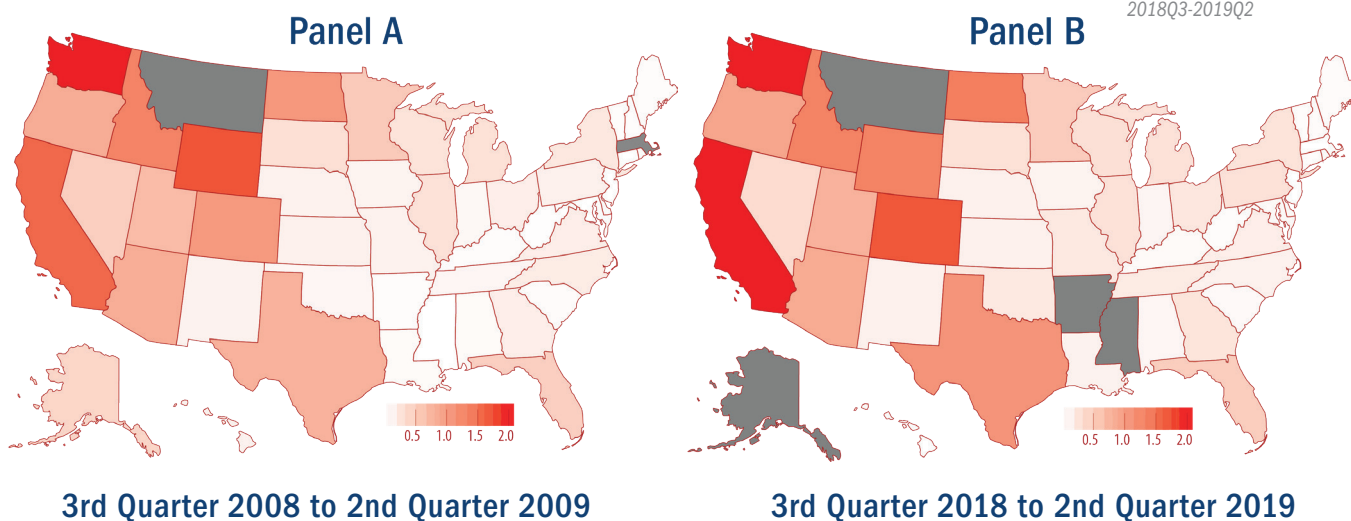 2018Q3-2019Q2
Panel A
Panel B
0.5 1.0 1.5 2.0
0.5 1.0 1.5 2.0
3rd Quarter 2008 to 2nd Quarter 2009
3rd Quarter 2018 to 2nd Quarter 2019